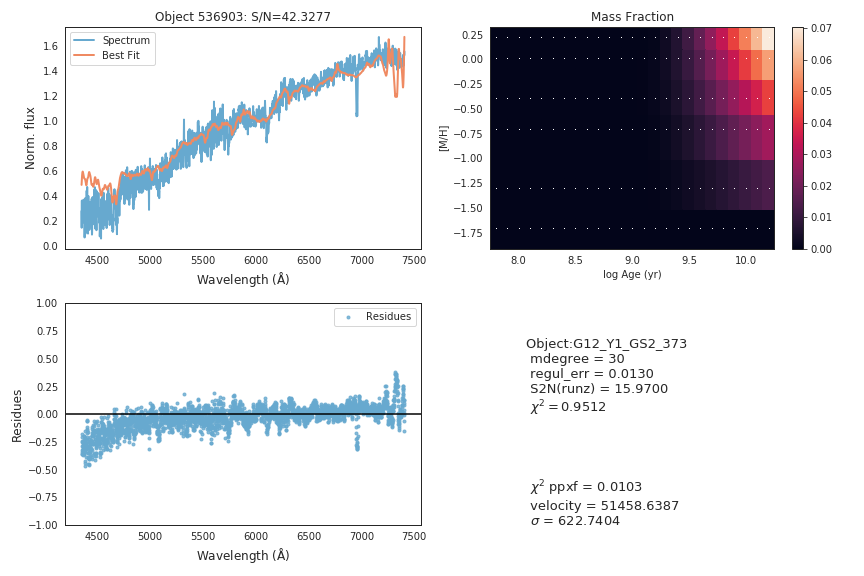 Object 536903: S/N=42.3277
Spectrum
Best Fit
1.6
1.4
1.2
1.0
0.8
0.6
0.4
0.2
0.0
Norm. flux
4500 5000 5500 6000 6500 7000 7500
Wavelength (Å)
Mass Fraction
0.25
0.00
−0.25
−0.50
−0.75
−1.00
−1.25
−1.50
−1.75
[M/H]
8.0 8.5 9.0 9.5 10.0
log Age (yr)
0.07
0.06
0.05
0.04
0.03
0.02
0.01
0.00
Residues
1.00
0.75
0.50
0.25
0.00
−0.25
−0.50
−0.75
−1.00
Residues
4500 5000 5500 6000 6500 7000 7500
Wavelength (Å)
Object:G12_Y1_GS2_373
mdegree = 30
regul_err = 0.0130
S2N(runz) = 15.9700
χ² = 0.9512
χ² ppxf = 0.0103
velocity = 51458.6387
σ = 622.7404